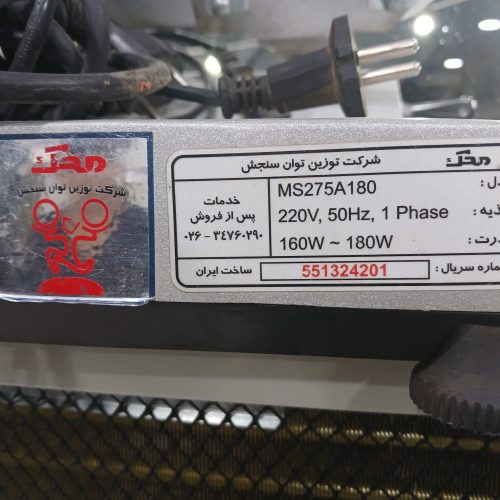 محک
شرکت توزین توان سنجش
محک
شرکت توزین توان سنجش
MS275A180
220V, 50Hz, 1 Phase
160W ~ 180W
خدمات
پس از فروش
۰۲۶ - ۳۴۷۶۰۲۹۰
551324201
ساخت ایران